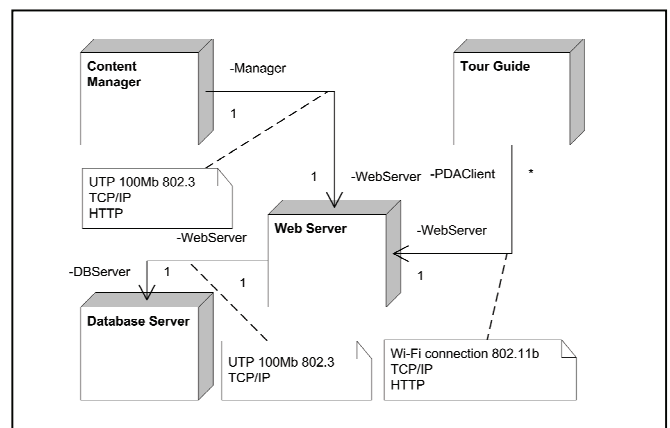 Content
Manager
-Manager
1
Tour Guide
UTP 100Mb 802.3
TCP/IP
HTTP
1
-WebServer
-PDAClient
*
Web Server
-WebServer
1
-WebServer
1
-DBServer
1
Database Server
UTP 100Mb 802.3
TCP/IP
Wi-Fi connection 802.11b
TCP/IP
HTTP